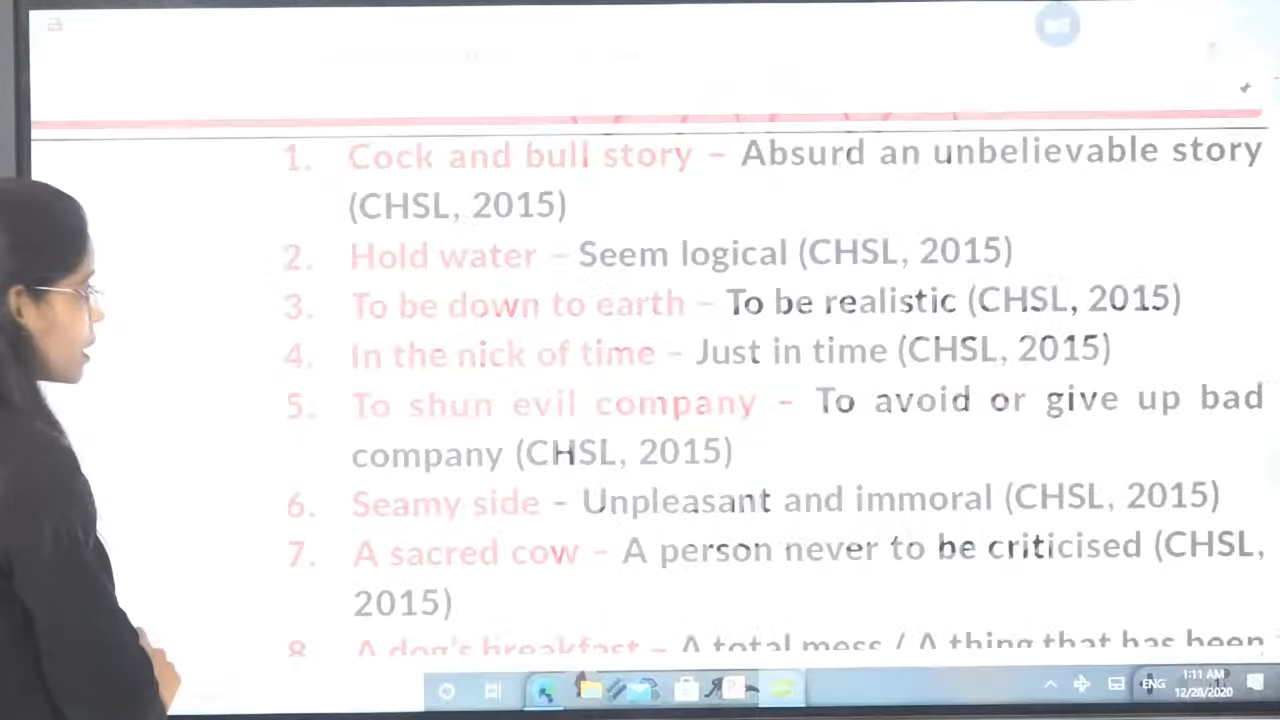 1. Cock and bull story – Absurd an unbelievable story
(CHSL, 2015)
2. Hold water – Seem logical (CHSL, 2015)
3. To be down to earth – To be realistic (CHSL, 2015)
4. In the nick of time – Just in time (CHSL, 2015)
5. To shun evil company – To avoid or give up bad
company (CHSL, 2015)
6. Seamy side – Unpleasant and immoral (CHSL, 2015)
7. A sacred cow – A person never to be criticised (CHSL,
2015)
8. A dog's breakfast – A total mess / A thing that has been
ENG 1:11 AM
12/28/2020